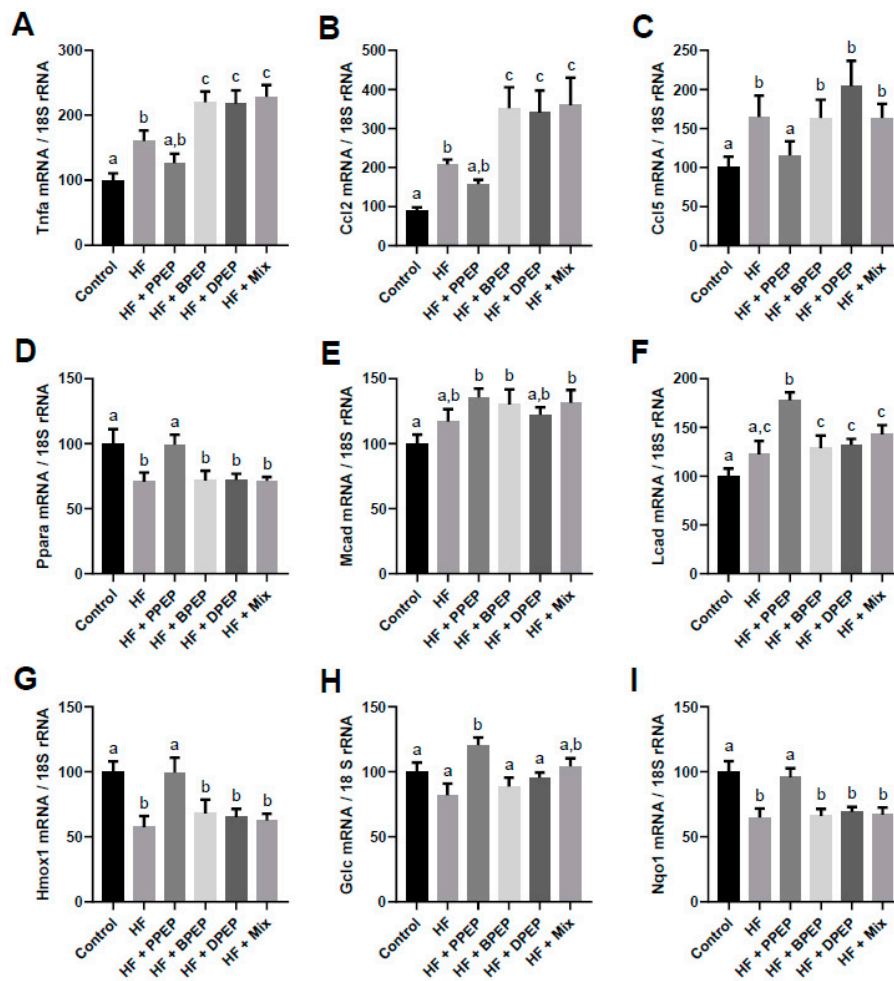 A
Tnfa mRNA / 18S rRNA
300
200
100
0
a
b
a,b
c
c
c
Control
HF
HF + PPEP
HF + BPEP
HF + DPEP
HF + Mix
B
Ccl2 mRNA / 18S rRNA
500
400
300
200
100
0
a
b
a,b
c
c
c
Control
HF
HF + PPEP
HF + BPEP
HF + DPEP
HF + Mix
C
Ccl5 mRNA / 18S rRNA
250
200
150
100
50
0
a
b
a
b
b
b
Control
HF
HF + PPEP
HF + BPEP
HF + DPEP
HF + Mix
D
Ppara mRNA / 18S rRNA
150
100
50
0
a
b
a
b
b
b
Control
HF
HF + PPEP
HF + BPEP
HF + DPEP
HF + Mix
E
Mcad mRNA / 18S rRNA
150
100
50
0
a
a,b
b
b
a,b
b
Control
HF
HF + PPEP
HF + BPEP
HF + DPEP
HF + Mix
F
Lcad mRNA / 18S rRNA
200
150
100
50
0
a
a,c
b
c
c
c
Control
HF
HF + PPEP
HF + BPEP
HF + DPEP
HF + Mix
G
Hmox1 mRNA / 18S rRNA
150
100
50
0
a
b
a
b
b
b
Control
HF
HF + PPEP
HF + BPEP
HF + DPEP
HF + Mix
H
Gclc mRNA / 18 S rRNA
150
100
50
0
a
a
b
a
a
a,b
Control
HF
HF + PPEP
HF + BPEP
HF + DPEP
HF + Mix
I
Nqo1 mRNA / 18S rRNA
150
100
50
0
a
b
a
b
b
b
Control
HF
HF + PPEP
HF + BPEP
HF + DPEP
HF + Mix